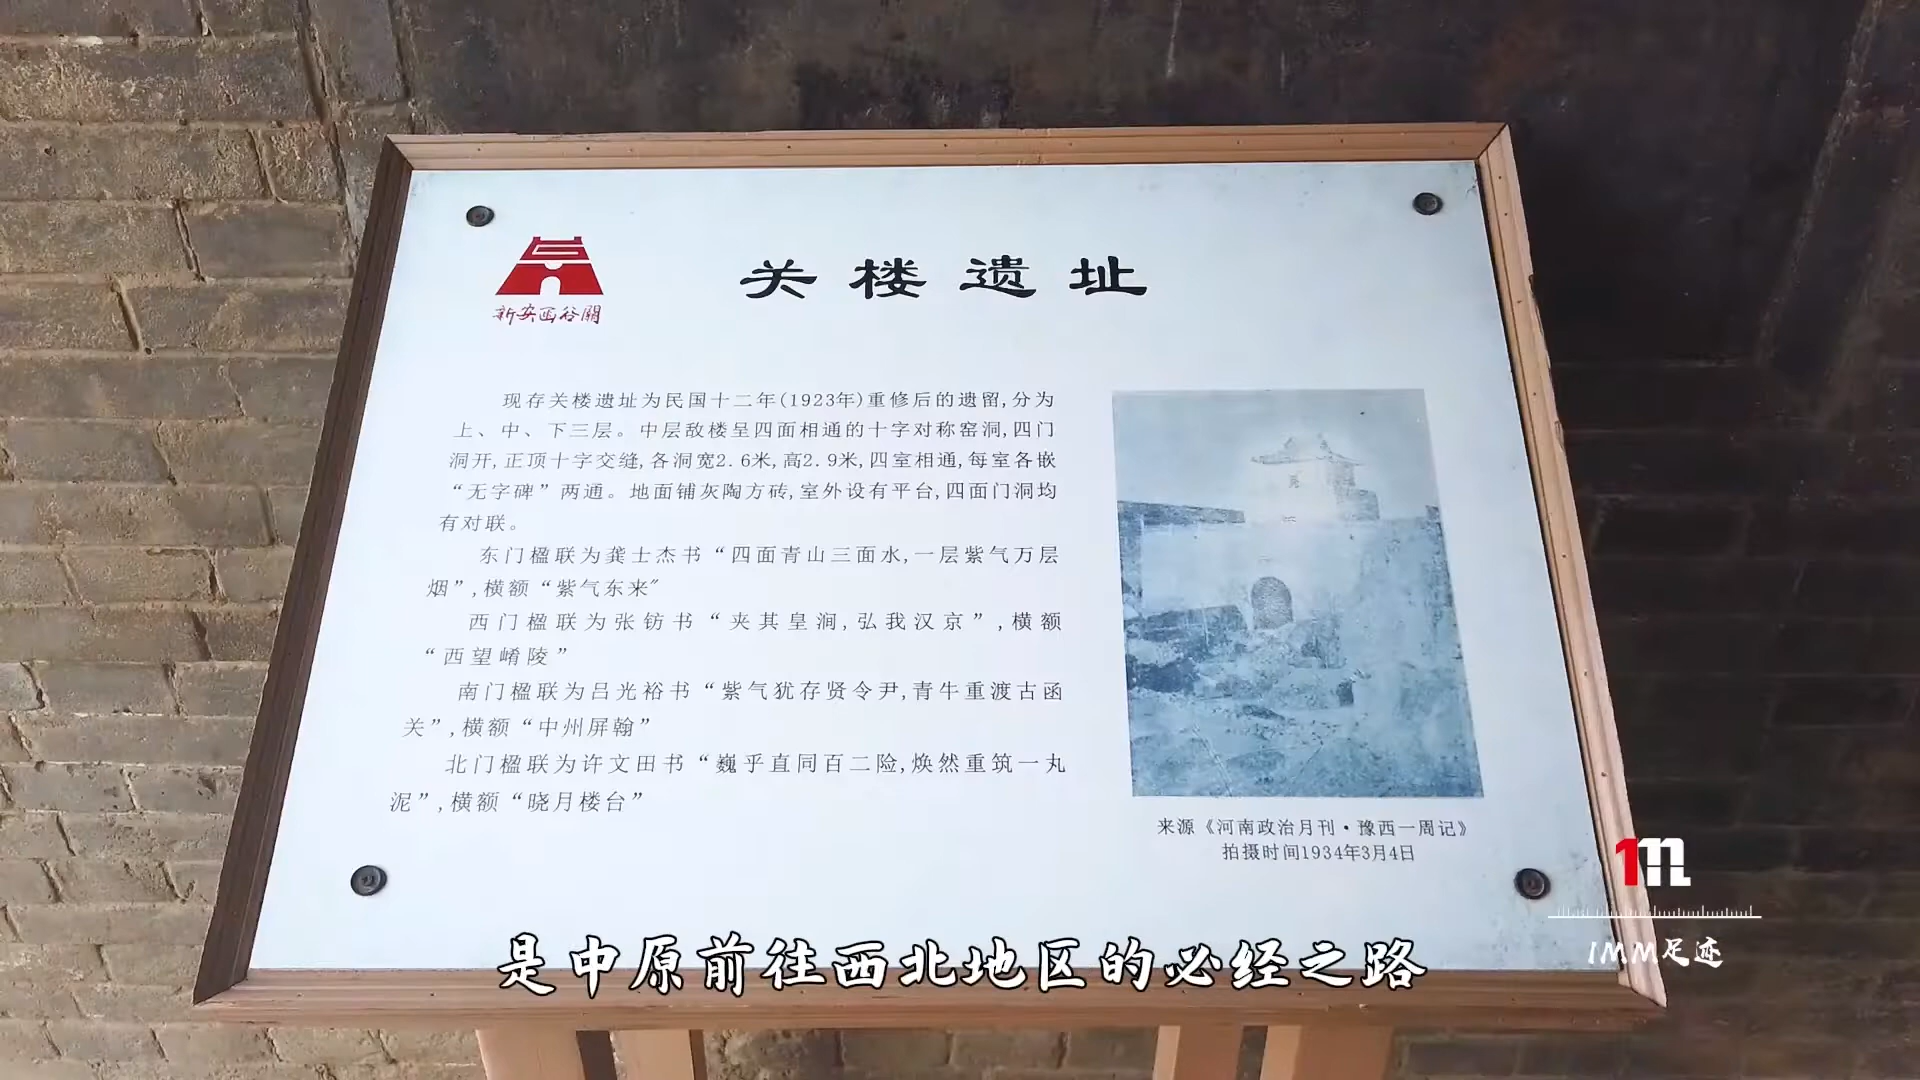 新安函谷關
关楼遗址
现存关楼遗址为民国十二年(1923年)重修后的遗留,分为
上、中、下三层。中层敌楼呈四面相通的十字对称窑洞,四门
洞开,正顶十字交缝,各洞宽2.6米,高2.9米,四室相通,每室各嵌
“无字碑”两通。地面铺灰陶方砖,室外设有平台,四面门洞均
有对联。
东门楹联为龚士杰书“四面青山三面水,一层紫气万层
烟”,横额“紫气东来"
西门楹联为张钫书“夹其皇涧,弘我汉京”,横额
“西望崤陵”
南门楹联为吕光裕书“紫气犹存贤令尹,青牛重渡古函
关”,横额“中州屏翰”
北门楹联为许文田书“巍乎直同百二险,焕然重筑一丸
泥”,横额“晓月楼台”
来源《河南政治月刊·豫西一周记》
拍摄时间1934年3月4日
1m
1MM足迹
是中原前往西北地区的必经之路